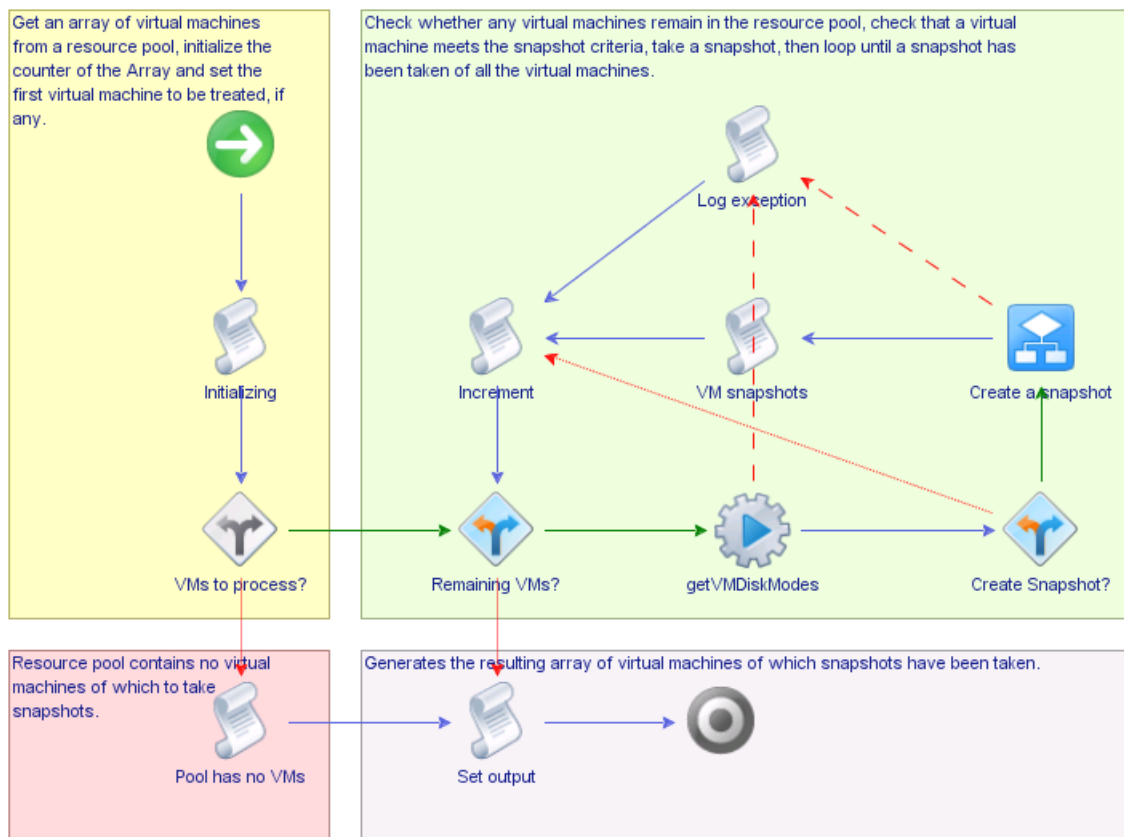 Get an array of virtual machines
from a resource pool, initialize the
counter of the Array and set the
first virtual machine to be treated, if
any.
Check whether any virtual machines remain in the resource pool, check that a virtual
machine meets the snapshot criteria, take a snapshot, then loop until a snapshot has
been taken of all the virtual machines.
Log exception
Initializing
Increment
VM snapshots
Create a snapshot
VMs to process?
Remaining VMs?
getVMDiskModes
Create Snapshot?
Resource pool contains no virtual
machines of which to take
snapshots.
Generates the resulting array of virtual machines of which snapshots have been taken.
Pool has no VMs
Set output